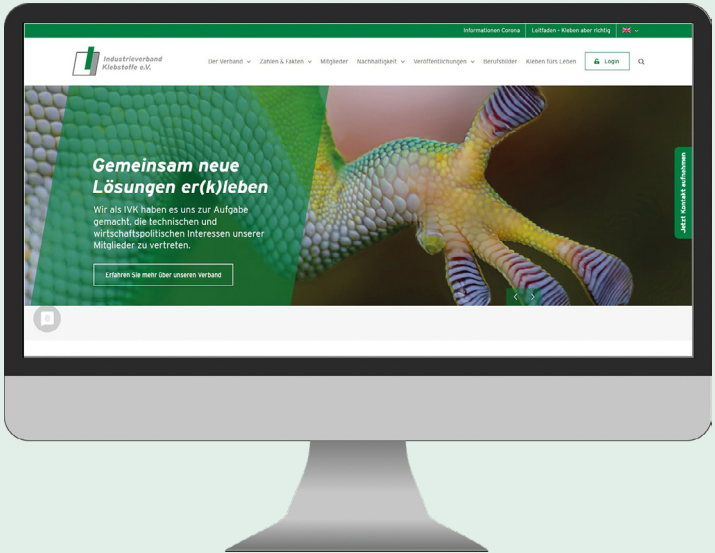 Informationen Corona
Leitfaden - Kleben aber richtig
Industrieverband
Klebstoffe e.V.
Der Verband
Zahlen & Fakten
Mitglieder
Nachhaltigkeit
Veröffentlichungen
Berufsbilder
Kleben fürs Leben
Login
Gemeinsam neue
Lösungen er(k)leben
Wir als IVK haben es uns zur Aufgabe
gemacht, die technischen und
wirtschaftspolitischen Interessen unserer
Mitglieder zu vertreten.
Erfahren Sie mehr über unseren Verband
Jetzt Kontakt aufnehmen